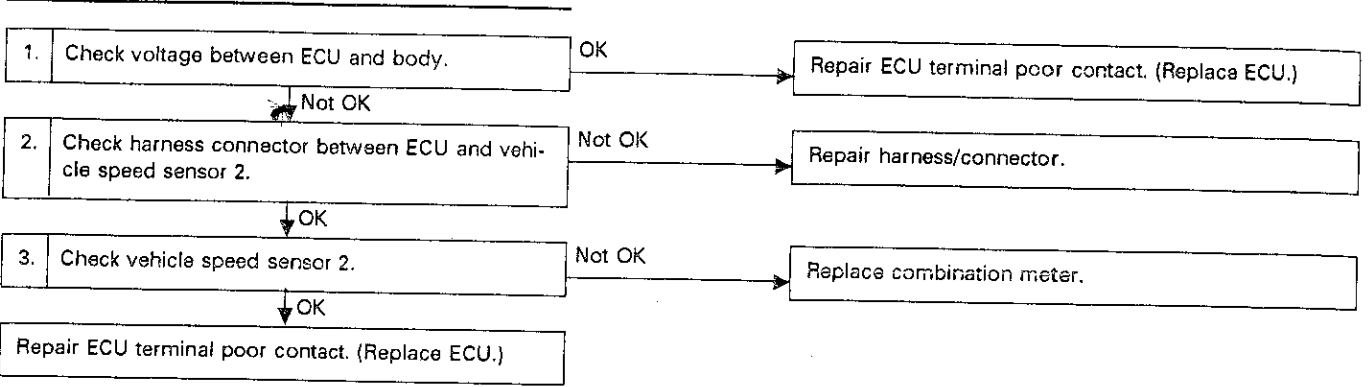 1. Check voltage between ECU and body.
OK
Repair ECU terminal poor contact. (Replace ECU.)
Not OK
2. Check harness connector between ECU and vehi-
cle speed sensor 2.
Not OK
Repair harness/connector.
OK
3. Check vehicle speed sensor 2.
Not OK
Replace combination meter.
OK
Repair ECU terminal poor contact. (Replace ECU.)